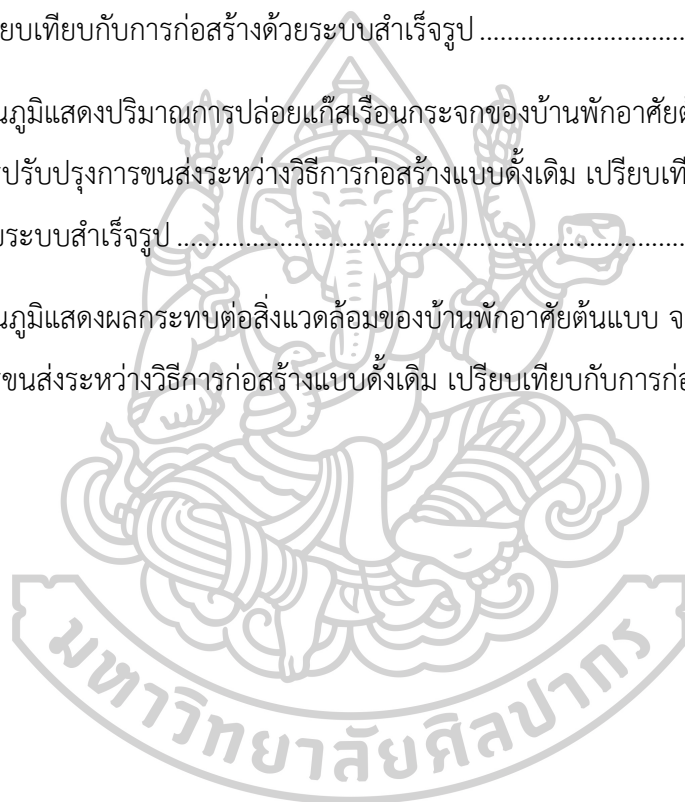 ยบเทียบกับการก่อสร้างด้วยระบบสำเร็จรูป ..............................
นภูมิแสดงปริมาณการปล่อยแก๊สเรือนกระจกของบ้านพักอาศัยต้
รปรับปรุงการขนส่งระหว่างวิธีการก่อสร้างแบบดั้งเดิม เปรียบเที
ยระบบสำเร็จรูป .......................................................................
นภูมิแสดงผลกระทบต่อสิ่งแวดล้อมของบ้านพักอาศัยต้นแบบ จ
รขนส่งระหว่างวิธีการก่อสร้างแบบดั้งเดิม เปรียบเทียบกับการก่อ
มหาวิทยาลัยศิลปากร